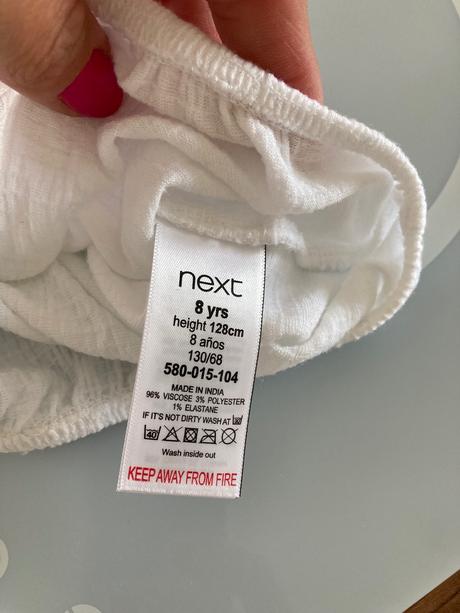 next
8 yrs
height 128cm
8 años
130/68
580-015-104
MADE IN INDIA
96% VISCOSE 3% POLYESTER
1% ELASTANE
IF IT'S NOT DIRTY WASH AT 30
40
Wash inside out
KEEP AWAY FROM FIRE